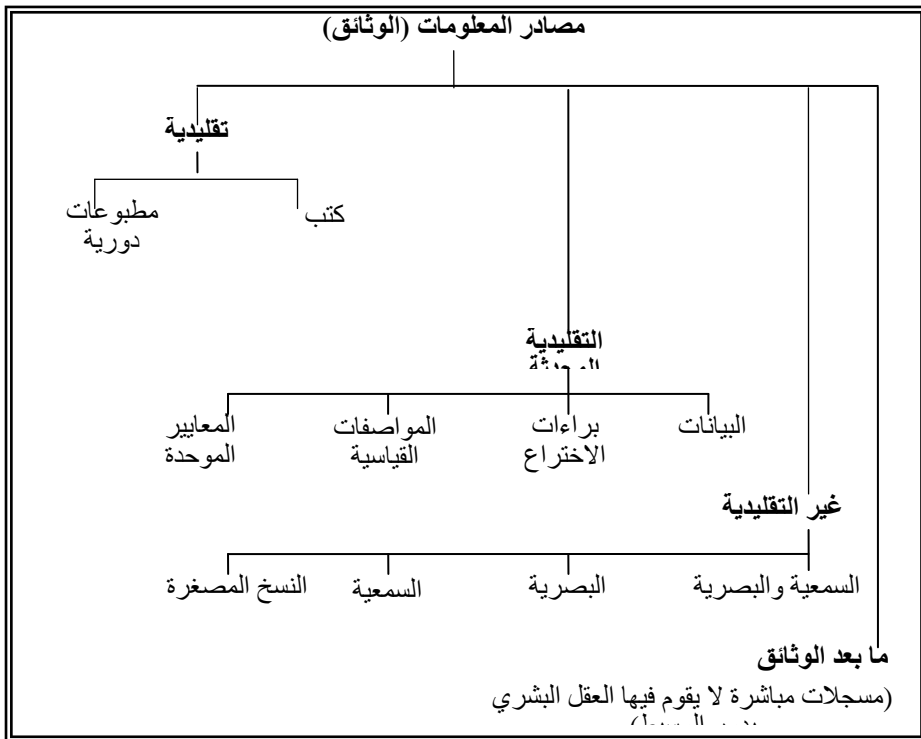 مصادر المعلومات (الوثائق)
تقليدية
كتب
مطبوعات
دورية
التقليدية
المحدثة
البيانات
براءات
الاختراع
المواصفات
القياسية
المعايير
الموحدة
غير التقليدية
السمعية والبصرية
البصرية
السمعية
النسخ المصغرة
ما بعد الوثائق
(مسجلات مباشرة لا يقوم فيها العقل البشري